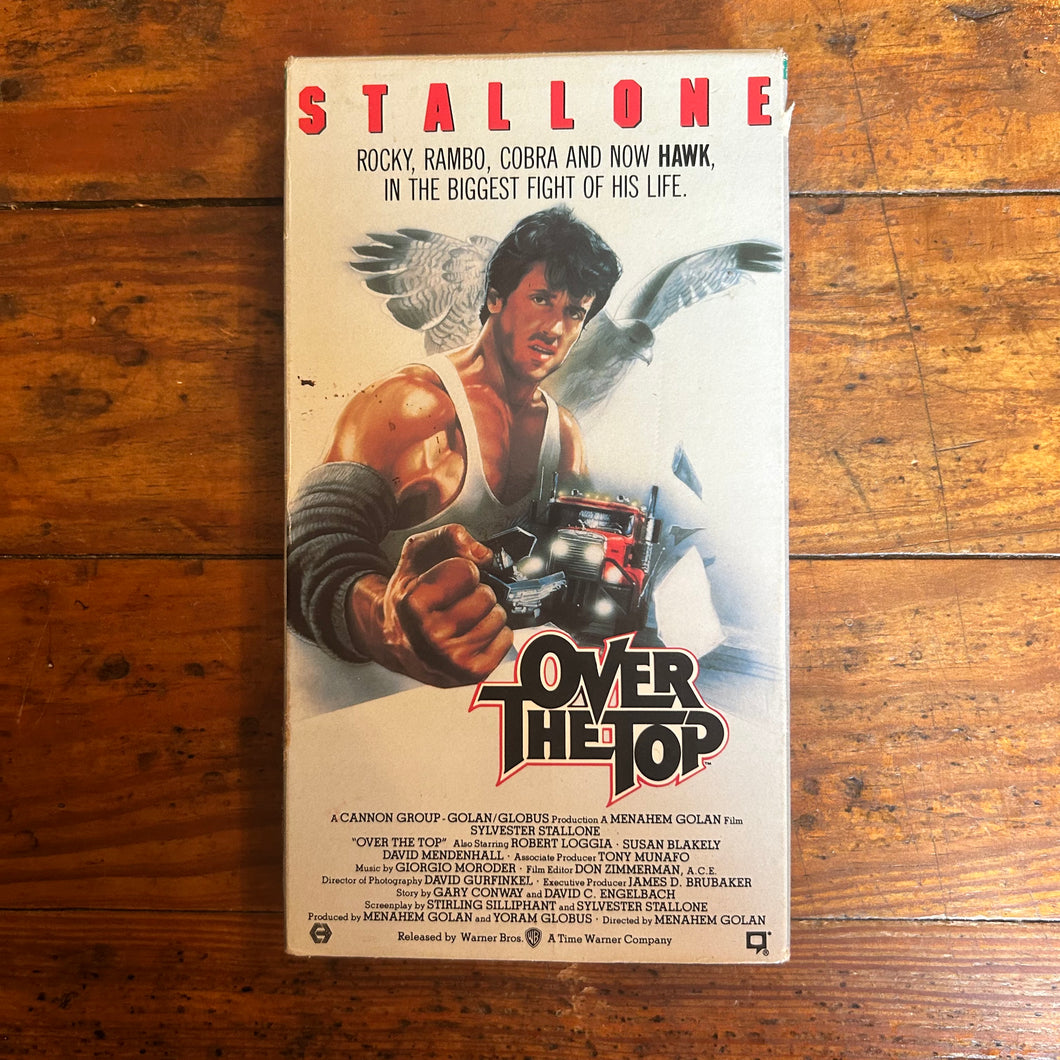 STALLONE
ROCKY, RAMBO, COBRA AND NOW HAWK,
IN THE BIGGEST FIGHT OF HIS LIFE.
OVER
THE TOP™
A CANNON GROUP - GOLAN/GLOBUS Production A MENAHEM GOLAN Film
SYLVESTER STALLONE
"OVER THE TOP" Also Starring ROBERT LOGGIA · SUSAN BLAKELY
DAVID MENDENHALL · Associate Producer TONY MUNAFO
Music by GIORGIO MORODER · Film Editor DON ZIMMERMAN, A.C.E.
Director of Photography DAVID GURFINKEL · Executive Producer JAMES D. BRUBAKER
Story by GARY CONWAY and DAVID C. ENGELBACH
Screenplay by STIRLING SILLIPHANT and SYLVESTER STALLONE
Produced by MENAHEM GOLAN and YORAM GLOBUS · Directed by MENAHEM GOLAN
Released by Warner Bros. WB A Time Warner Company